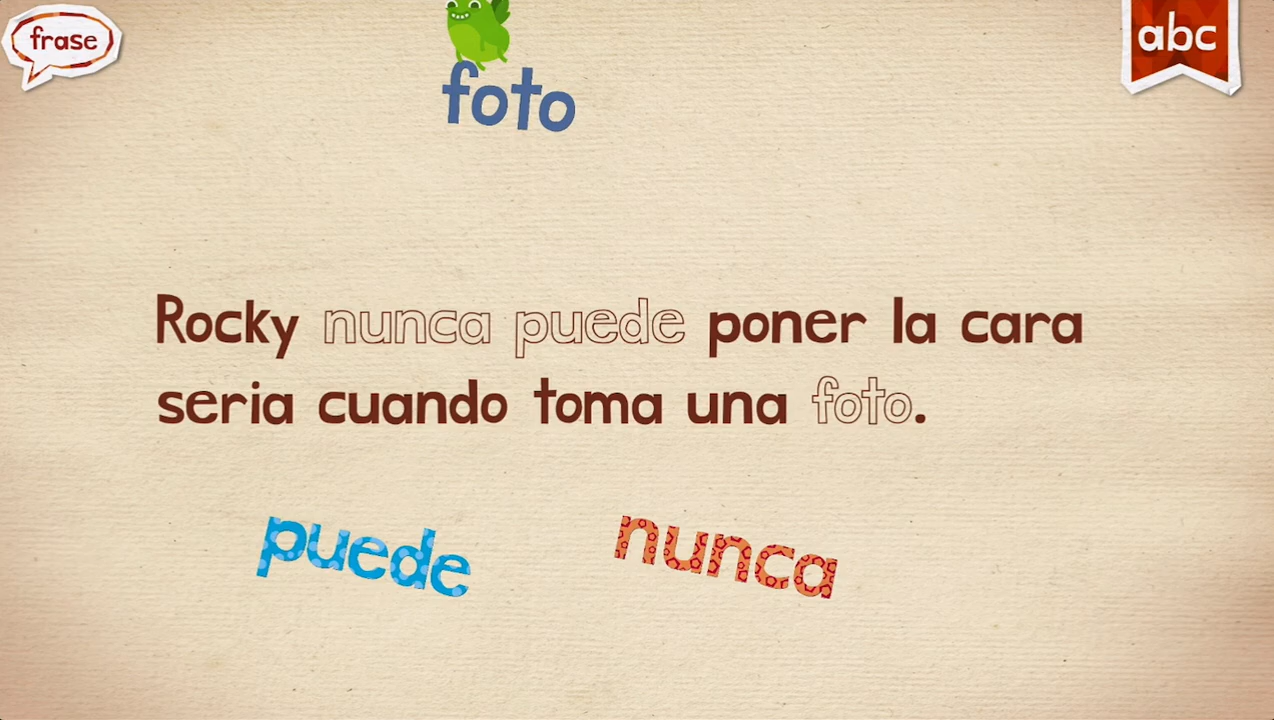 frase
abc
foto
Rocky nunca puede poner la cara
seria cuando toma una foto.
puede
nunca